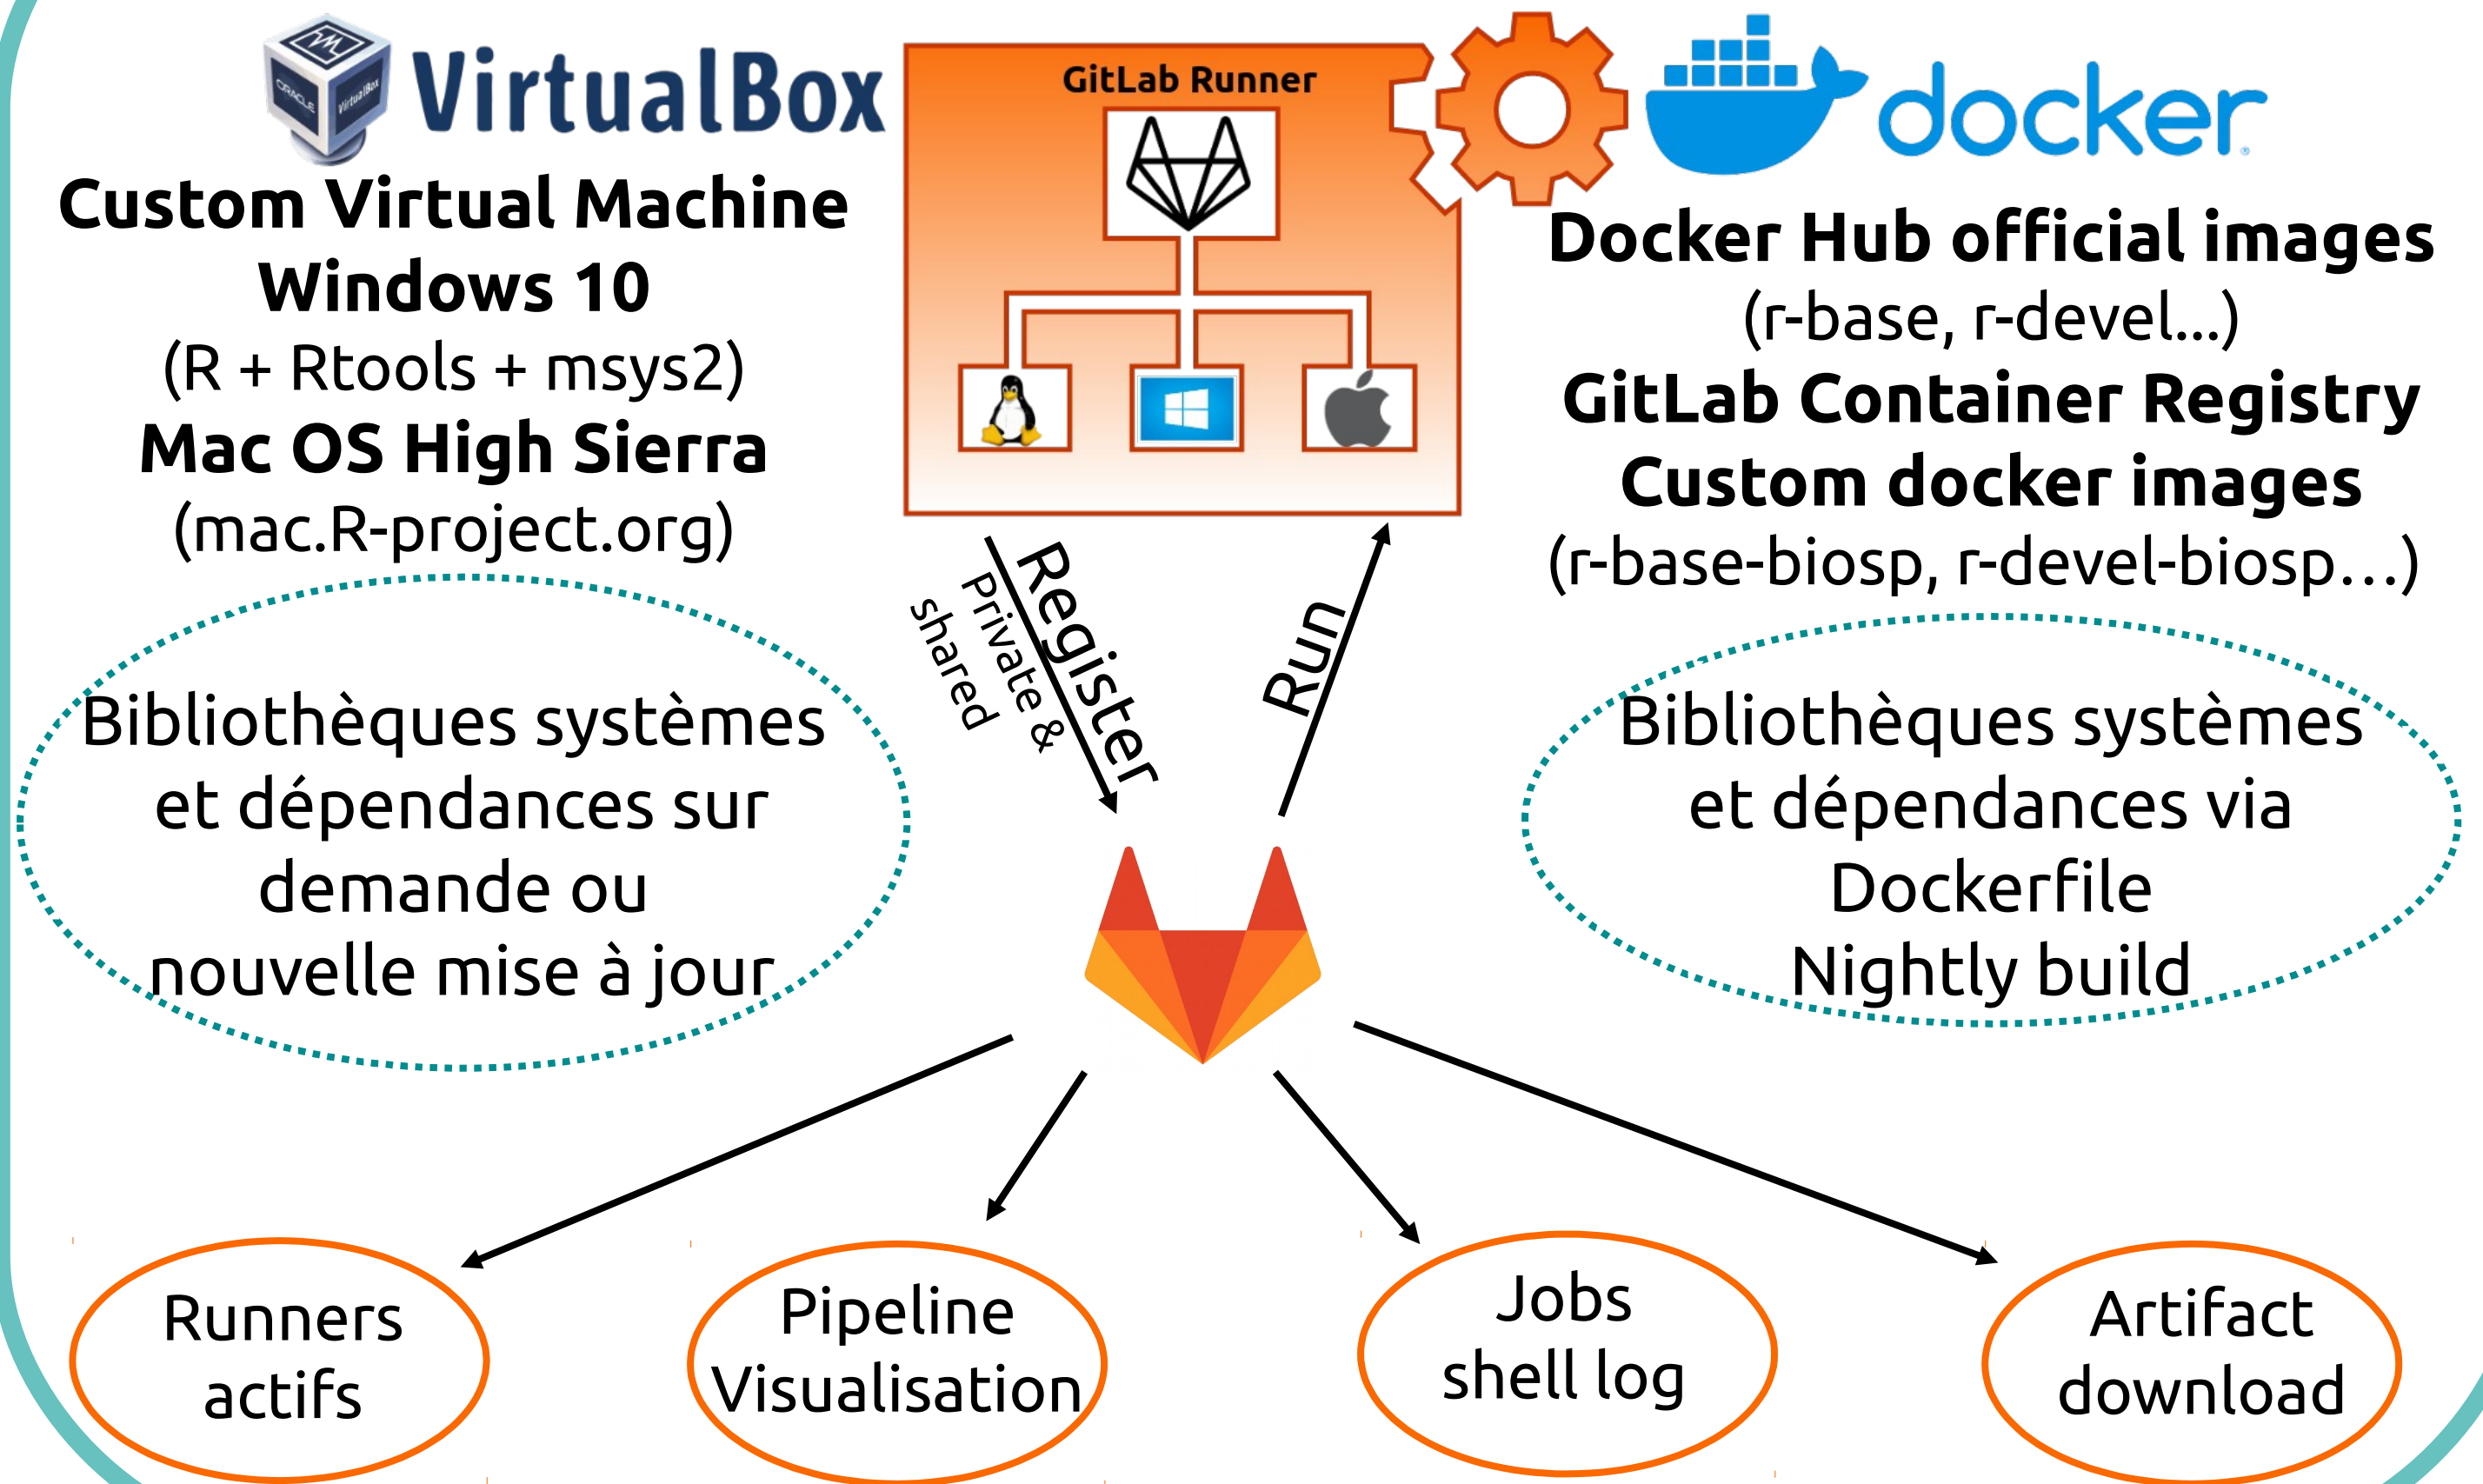 ORACLE
VirtualBox
VirtualBox
Custom Virtual Machine
Windows 10
(R + Rtools + msys2)
Mac OS High Sierra
(mac.R-project.org)
Bibliothèques systèmes
et dépendances sur
demande ou
nouvelle mise à jour
GitLab Runner
Register
Private &
shared
Run
docker
Docker Hub official images
(r-base, r-devel...)
GitLab Container Registry
Custom docker images
(r-base-biosp, r-devel-biosp...)
Bibliothèques systèmes
et dépendances via
Dockerfile
Nightly build
Runners
actifs
Pipeline
Visualisation
Jobs
shell log
Artifact
download